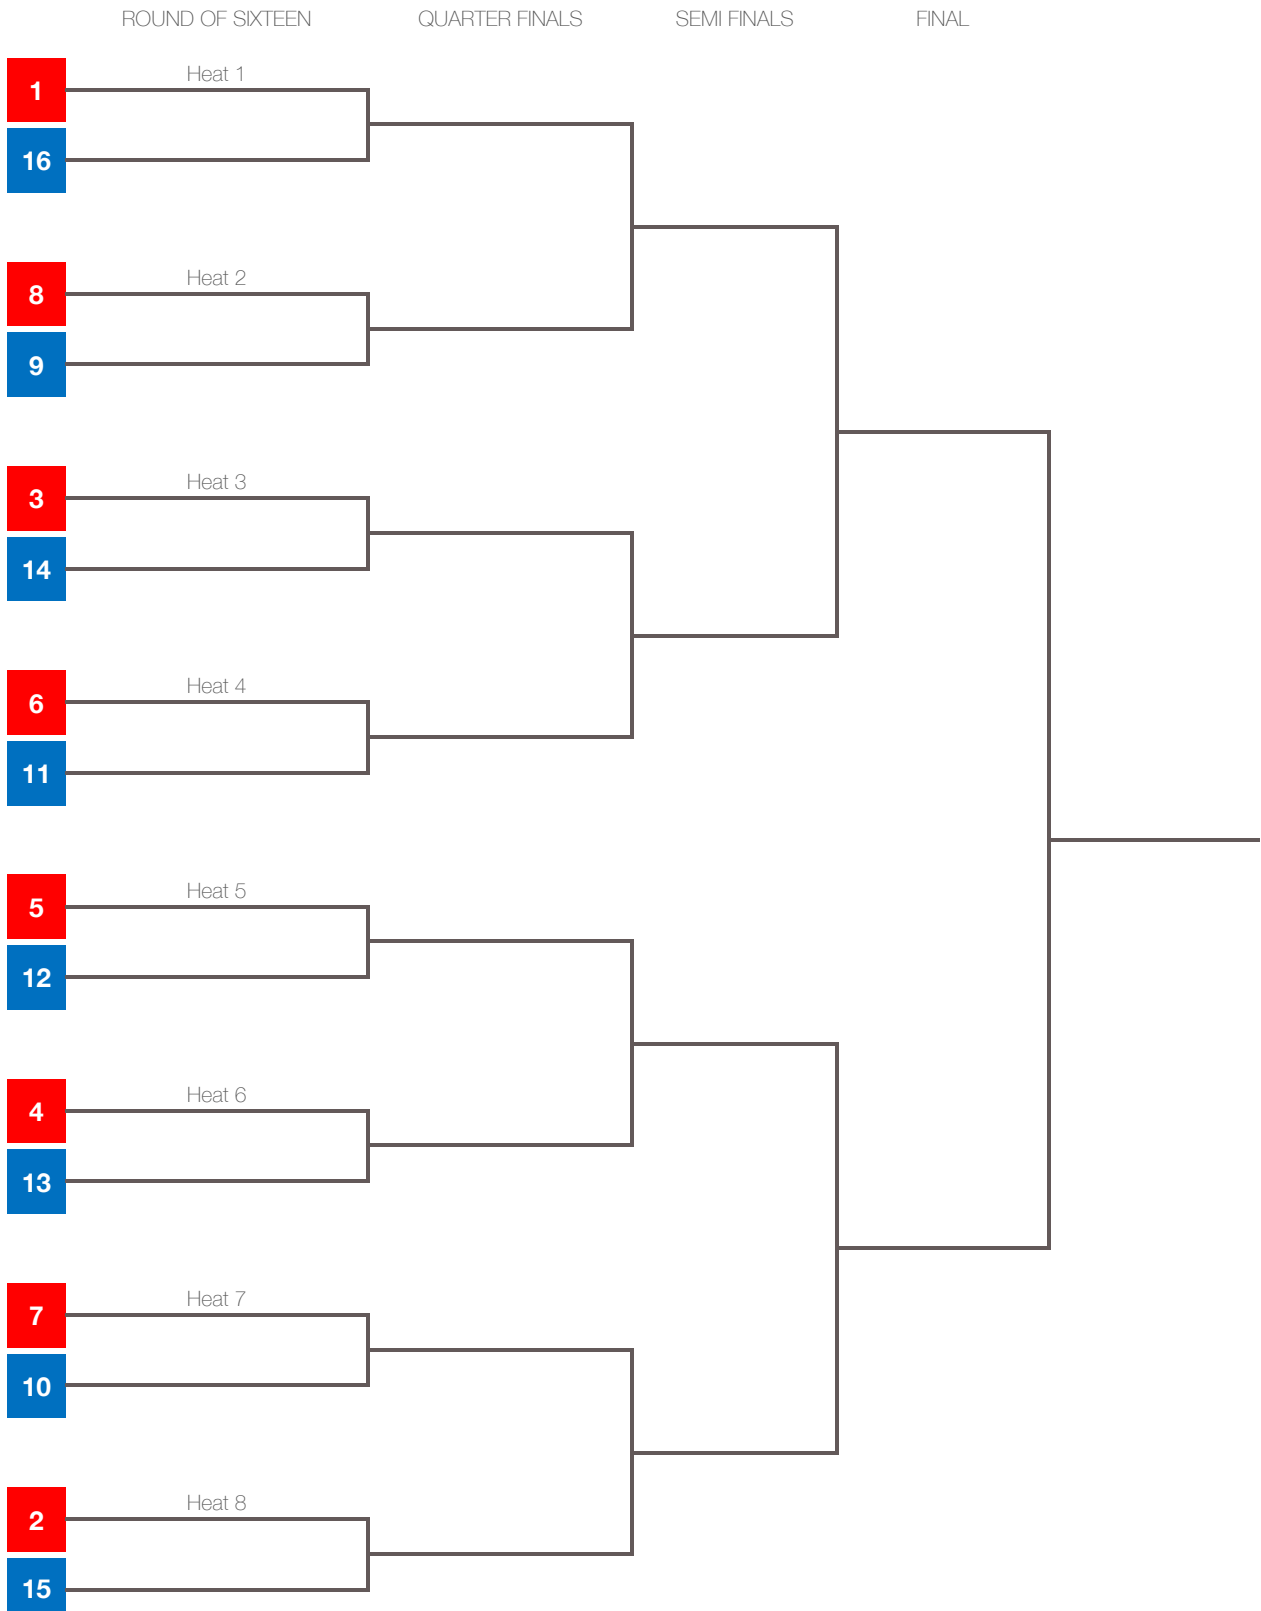 ROUND OF SIXTEEN QUARTER FINALS SEMI FINALS FINAL
Heat 1
1
16
Heat 2
8
9
Heat 3
3
14
Heat 4
6
11
Heat 5
5
12
Heat 6
4
13
Heat 7
7
10
Heat 8
2
15